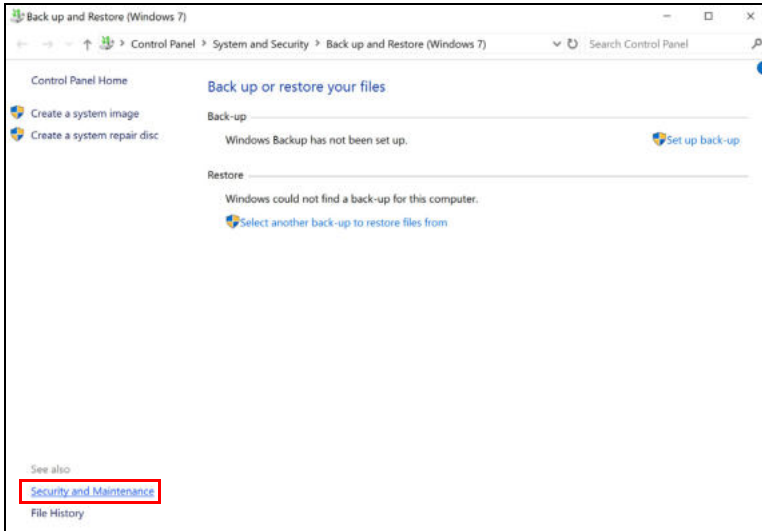 Back up and Restore (Windows 7)
Control Panel > System and Security > Back up and Restore (Windows 7)
Search Control Panel
Control Panel Home
Create a system image
Create a system repair disc
Back up or restore your files
Back-up
Windows Backup has not been set up.
Set up back-up
Restore
Windows could not find a back-up for this computer.
Select another back-up to restore files from
See also
Security and Maintenance
File History